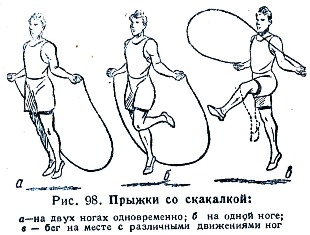 а б в
Рис. 98. Прыжки со скакалкой:
а—на двух ногах одновременно; б на одной ноге;
в — бег на месте с различными движениями ног